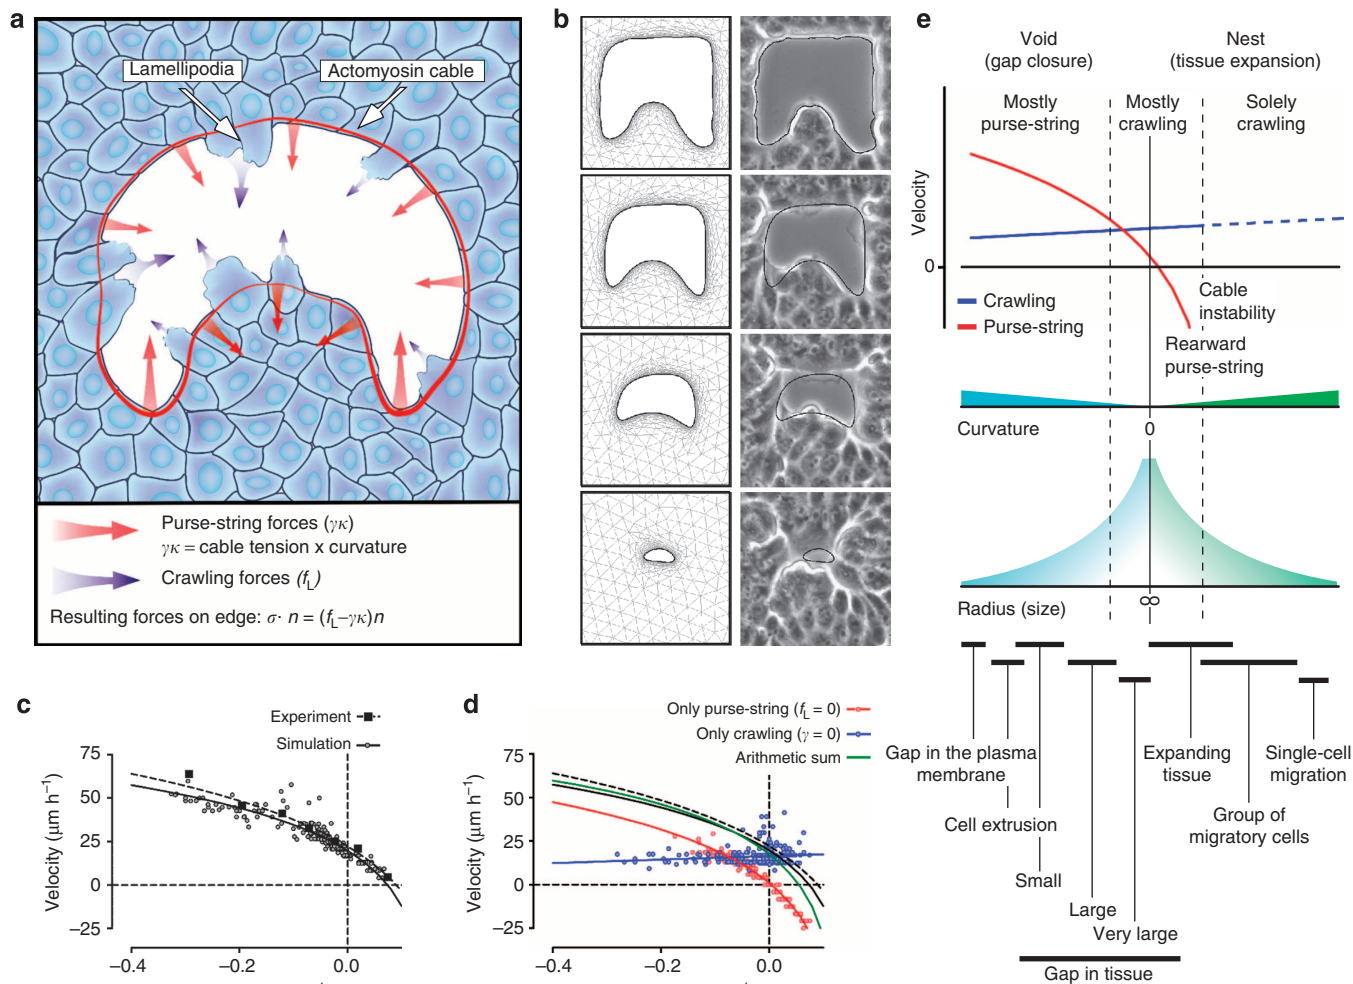 a
Lamellipodia
Actomyosin cable
Purse-string forces (γκ)
γκ = cable tension x curvature
Crawling forces (fL)
Resulting forces on edge: σ· n = (fL–γκ)n
b
c
Experiment
Simulation
Velocity (µm h–1)
75
50
25
0
–25
–0.4
–0.2
0.0
d
Only purse-string (fL = 0)
Only crawling (γ = 0)
Arithmetic sum
Velocity (µm h–1)
75
50
25
0
–25
–0.4
–0.2
0.0
e
Void
(gap closure)
Nest
(tissue expansion)
Mostly
purse-string
Mostly
crawling
Solely
crawling
Velocity
0
Crawling
Purse-string
Cable
instability
Rearward
purse-string
Curvature
0
Radius (size)
∞
Gap in the plasma
membrane
Expanding
tissue
Single-cell
migration
Cell extrusion
Group of
migratory cells
Small
Large
Very large
Gap in tissue